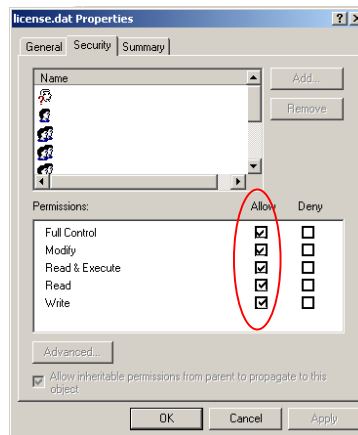 license.dat Properties
General Security Summary
Name
Add...
Remove
Permissions: Allow Deny
Full Control
Modify
Read & Execute
Read
Write
Advanced...
Allow inheritable permissions from parent to propagate to this
object
OK Cancel Apply